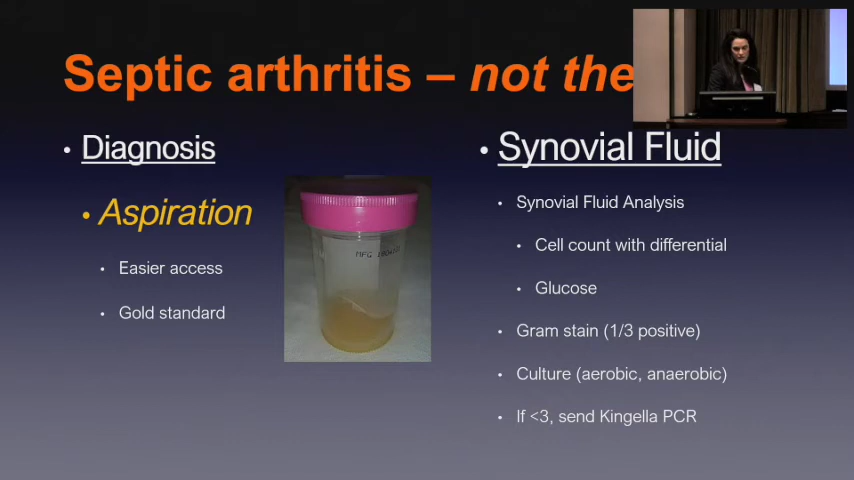 Septic arthritis – not the
• Diagnosis
• Aspiration
• Easier access
• Gold standard
MFG
• Synovial Fluid
• Synovial Fluid Analysis
• Cell count with differential
• Glucose
• Gram stain (1/3 positive)
• Culture (aerobic, anaerobic)
• If <3, send Kingella PCR